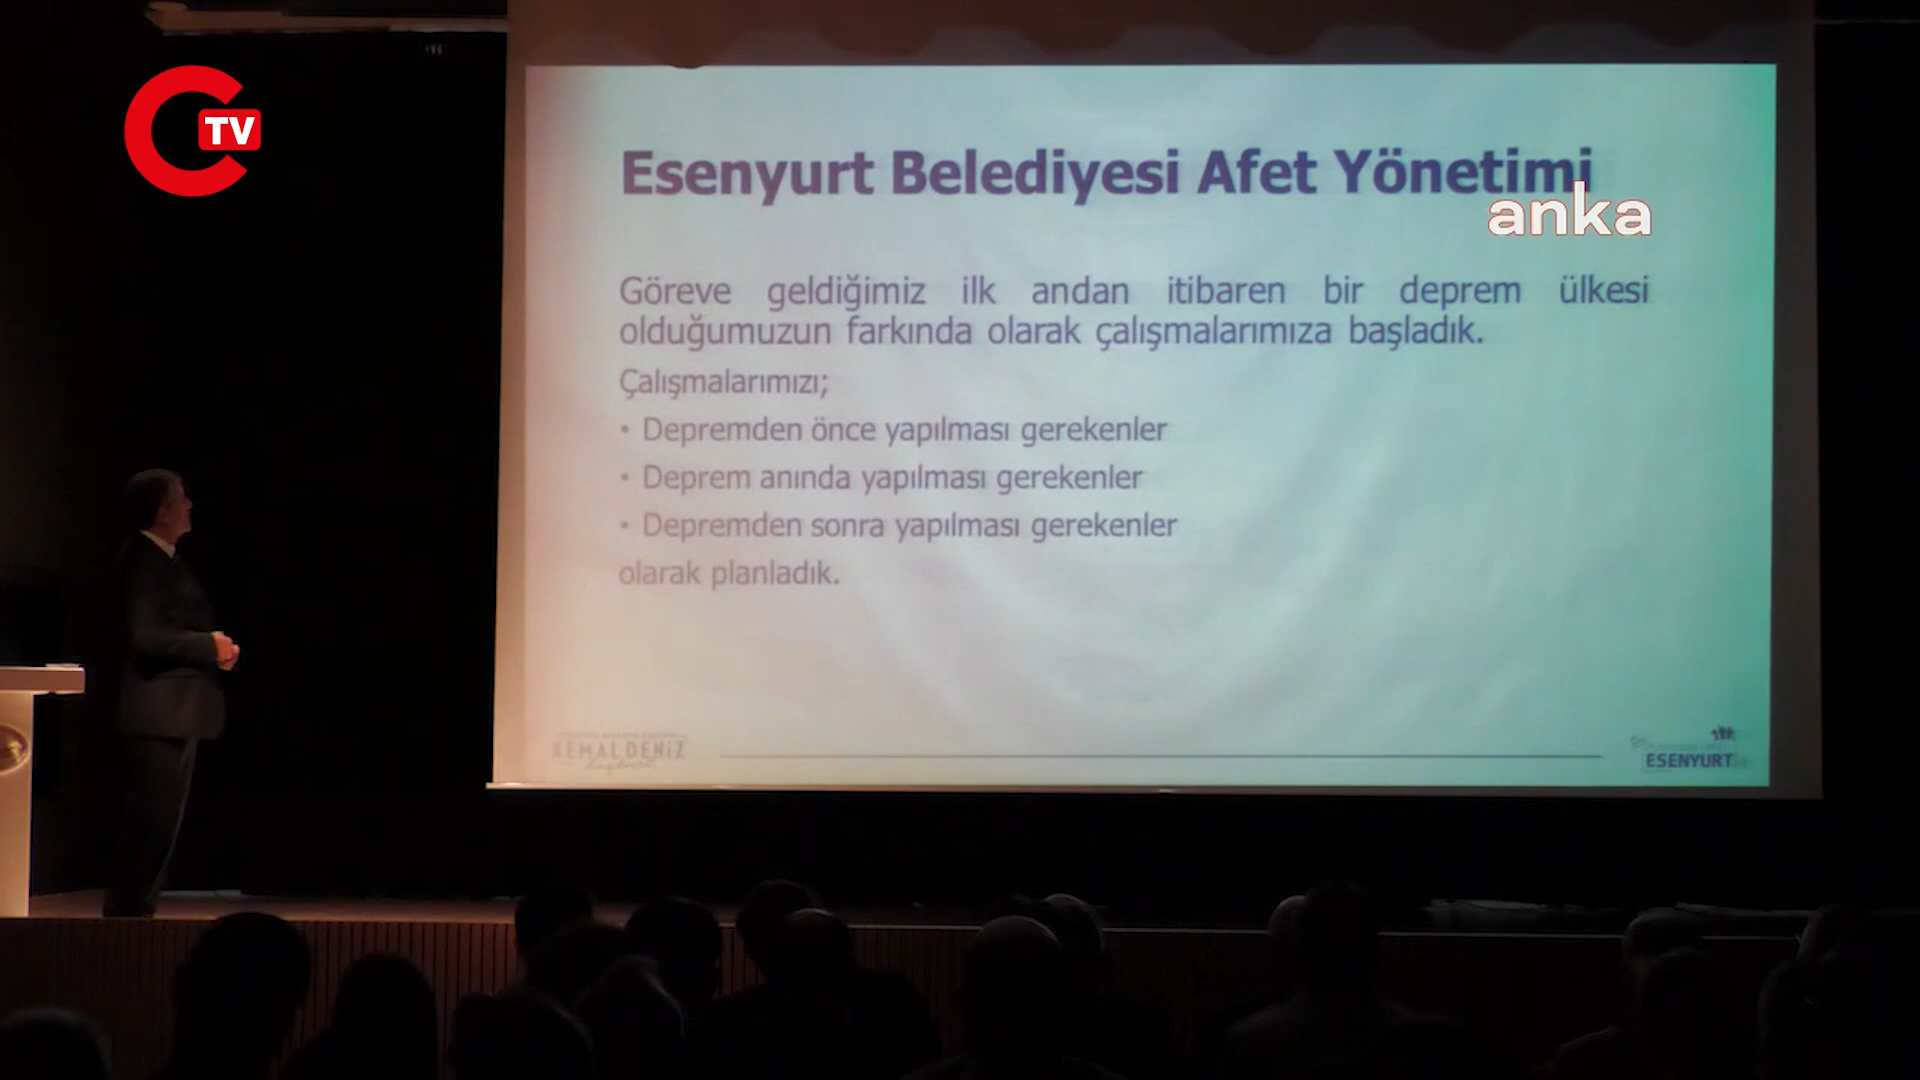 TV
Esenyurt Belediyesi Afet Yönetimi
anka
Göreve geldiğimiz ilk andan itibaren bir deprem ülkesi
olduğumuzun farkında olarak çalışmalarımıza başladık.
Çalışmalarımızı;
• Depremden önce yapılması gerekenler
• Deprem anında yapılması gerekenler
• Depremden sonra yapılması gerekenler
olarak planladık.
KEMAL DENİZ
ESENYURT